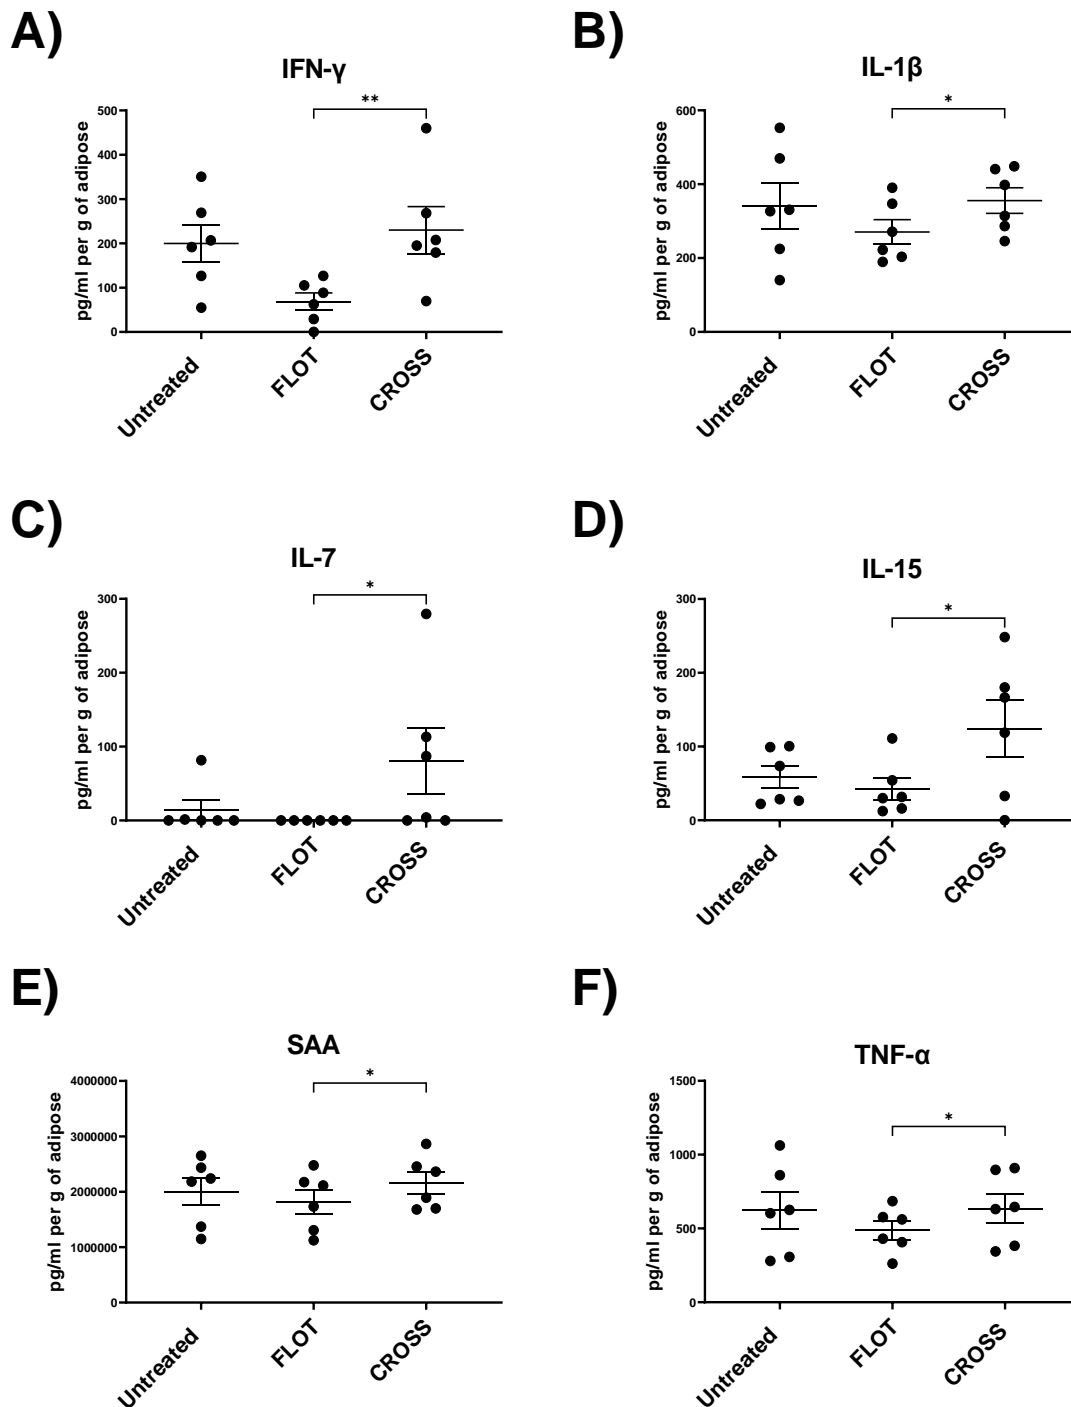 A)
IFN-γ
**
pg/ml per g of adipose
500
400
300
200
100
0
Untreated
FLOT
CROSS
B)
IL-1β
*
pg/ml per g of adipose
600
400
200
0
Untreated
FLOT
CROSS
C)
IL-7
*
pg/ml per g of adipose
300
200
100
0
Untreated
FLOT
CROSS
D)
IL-15
*
pg/ml per g of adipose
300
200
100
0
Untreated
FLOT
CROSS
E)
SAA
*
pg/ml per g of adipose
4000000
3000000
2000000
1000000
0
Untreated
FLOT
CROSS
F)
TNF-α
*
pg/ml per g of adipose
1500
1000
500
0
Untreated
FLOT
CROSS